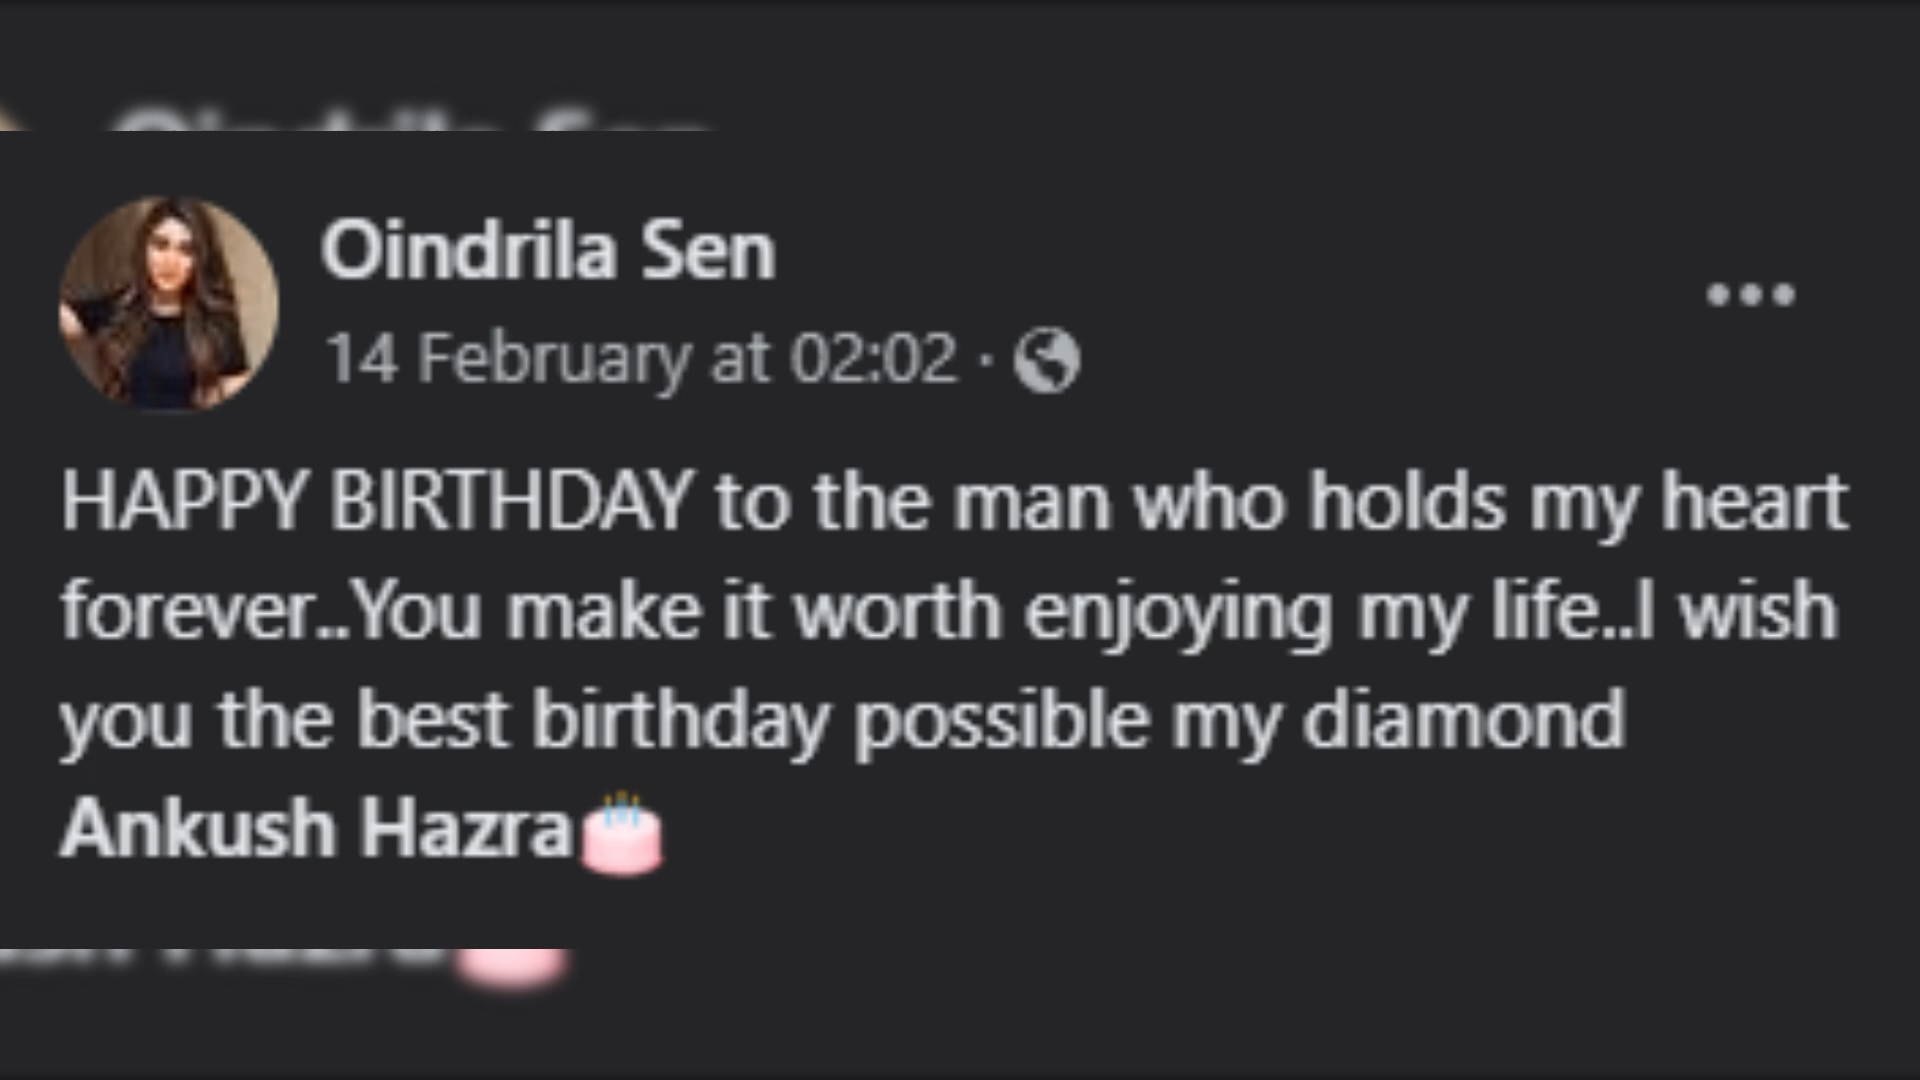 Oindrila Sen
14 February at 02:02 ·
HAPPY BIRTHDAY to the man who holds my heart
forever..You make it worth enjoying my life..I wish
you the best birthday possible my diamond
Ankush Hazra🎂